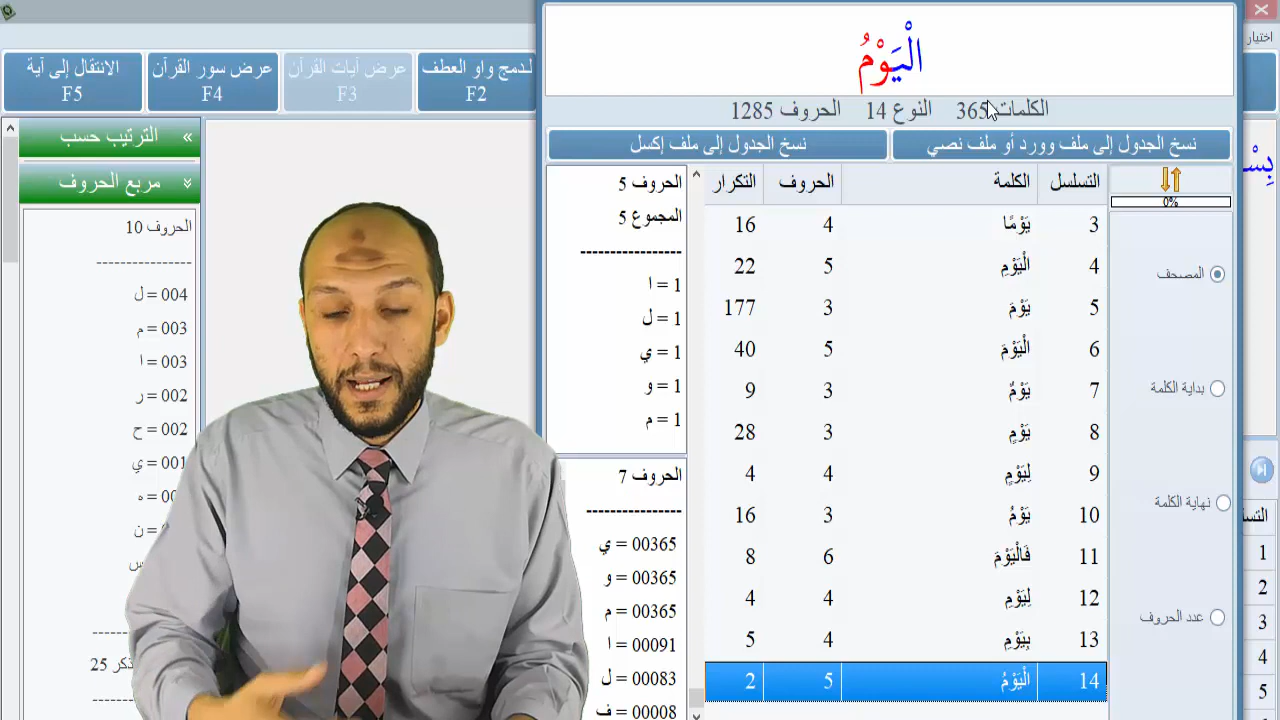 اختيار
الْيَوْمُ
الكلمات 365 النوع 14 الحروف 1285
نسخ الجدول إلى ملف وورد أو ملف نصي
نسخ الجدول إلى ملف إكسل
لدمج واو العطف
F2
عرض آيات القرآن
F3
عرض سور القرآن
F4
الانتقال إلى آية
F5
0%
المصحف
بداية الكلمة
نهاية الكلمة
عدد الحروف
التسلسل الكلمة الحروف التكرار
3 يَوْمًا 4 16
4 الْيَوْمِ 5 22
5 يَوْمَ 3 177
6 الْيَوْمَ 5 40
7 يَوْمٌ 3 9
8 يَوْمٍ 3 28
9 لِيَوْمٍ 4 4
10 يَوْمُ 3 16
11 فَالْيَوْمَ 6 8
12 لِيَوْمِ 4 4
13 بِيَوْمِ 4 5
14 الْيَوْمُ 5 2
الحروف 5
المجموع 5
----------------
1 = ا
1 = ل
1 = ي
1 = و
1 = م
الحروف 7
---------------
00365 = ي
00365 = و
00365 = م
00091 = ا
00083 = ل
00008 = ف
الترتيب حسب
مربع الحروف
الحروف 10
---------------
004 = ل
003 = م
003 = ا
002 = ر
002 = ح
001 = ي
= ه
= ن
25
بِسْ
1
2
3
4
5